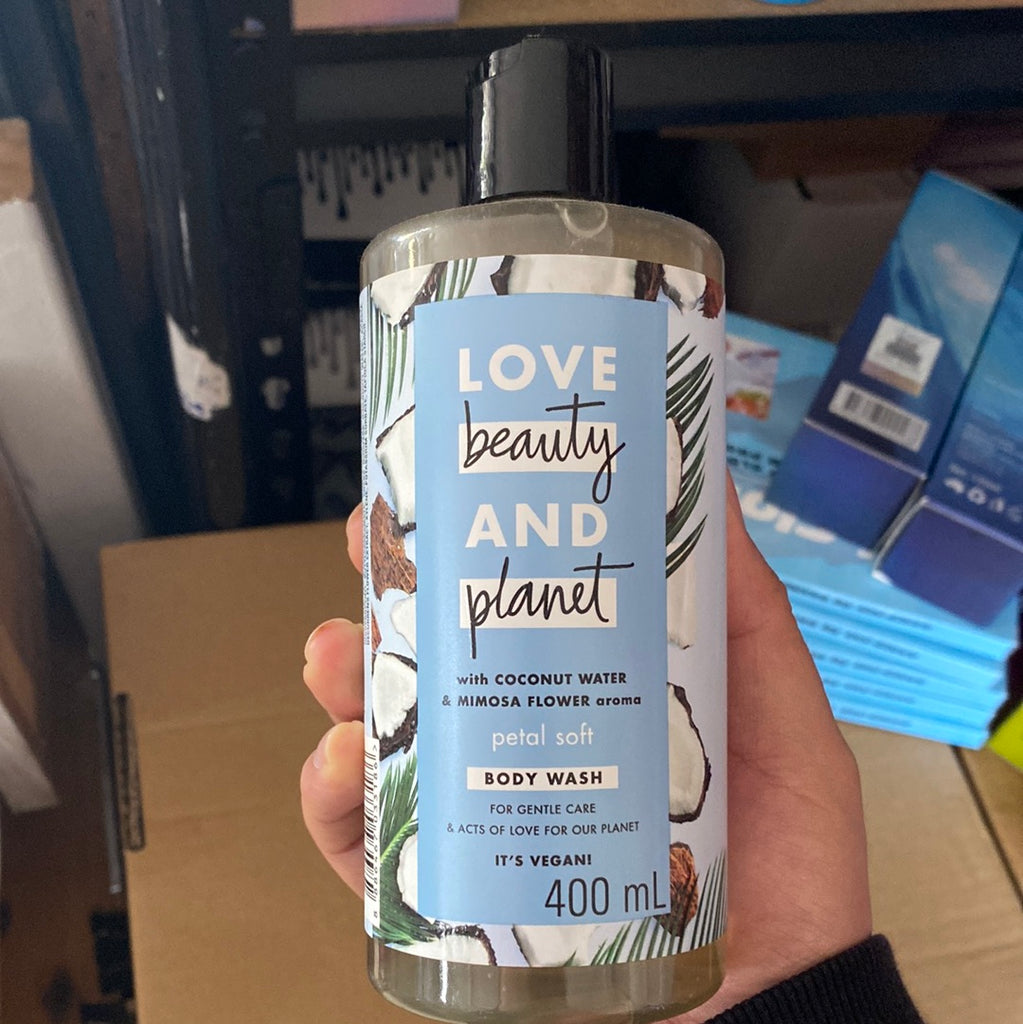 LOVE
beauty
AND
planet
with COCONUT WATER
& MIMOSA FLOWER aroma
petal soft
BODY WASH
FOR GENTLE CARE
& ACTS OF LOVE FOR OUR PLANET
IT'S VEGAN!
400 mL